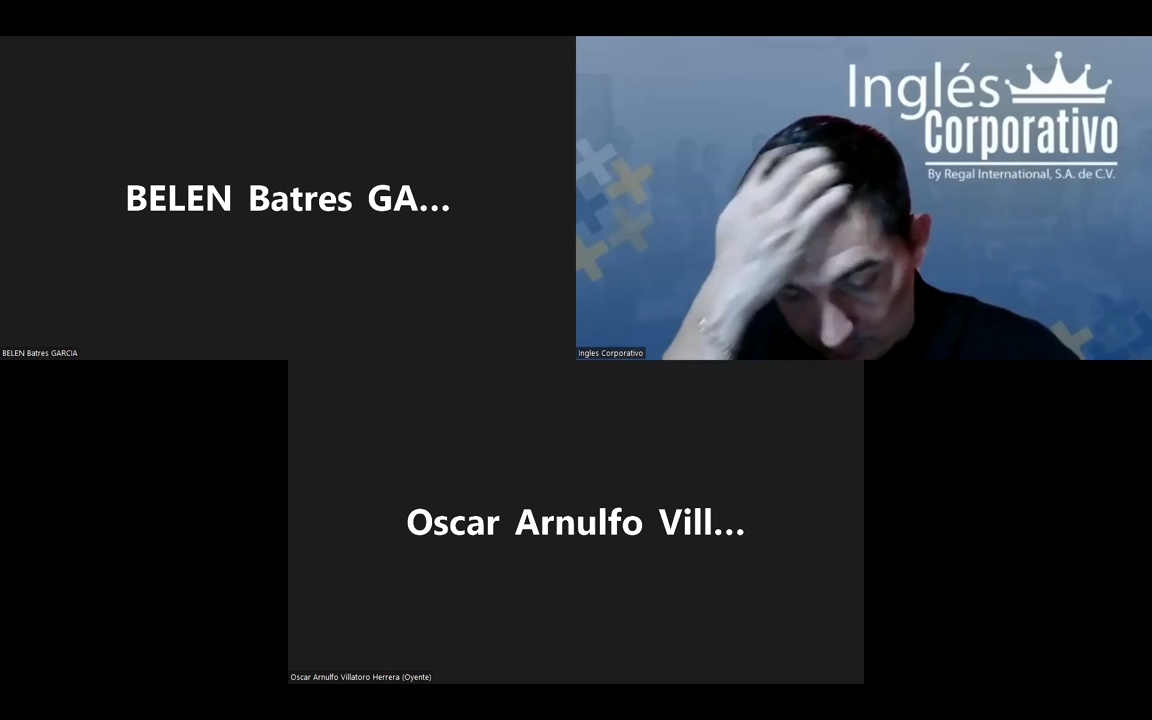 BELEN Batres GA...
BELEN Batres GARCIA
Inglés
Corporativo
By Regal International, S.A. de C.V.
Ingles Corporativo
Oscar Arnulfo Vill...
Oscar Arnulfo Villatoro Herrera (Oyente)